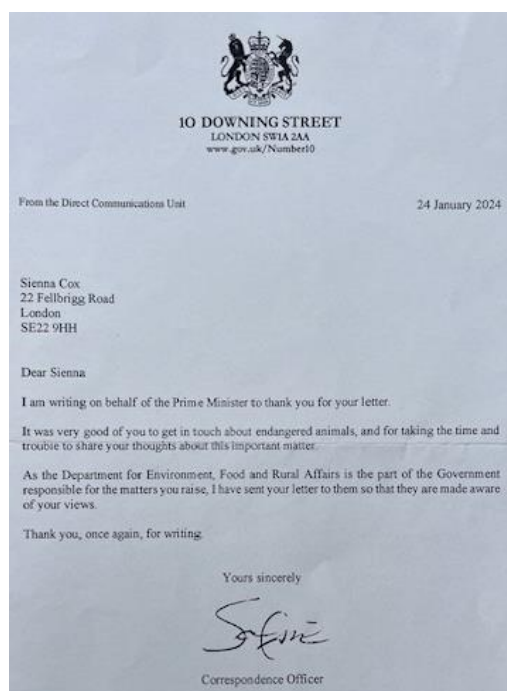 10 DOWNING STREET
LONDON SW1A 2AA
www.gov.uk/Number10
From the Direct Communications Unit
24 January 2024
Sienna Cox
22 Fellbrigg Road
London
SE22 9HH
Dear Sienna
I am writing on behalf of the Prime Minister to thank you for your letter.
It was very good of you to get in touch about endangered animals, and for taking the time and
trouble to share your thoughts about this important matter.
As the Department for Environment, Food and Rural Affairs is the part of the Government
responsible for the matters you raise, I have sent your letter to them so that they are made aware
of your views.
Thank you, once again, for writing.
Yours sincerely
Correspondence Officer